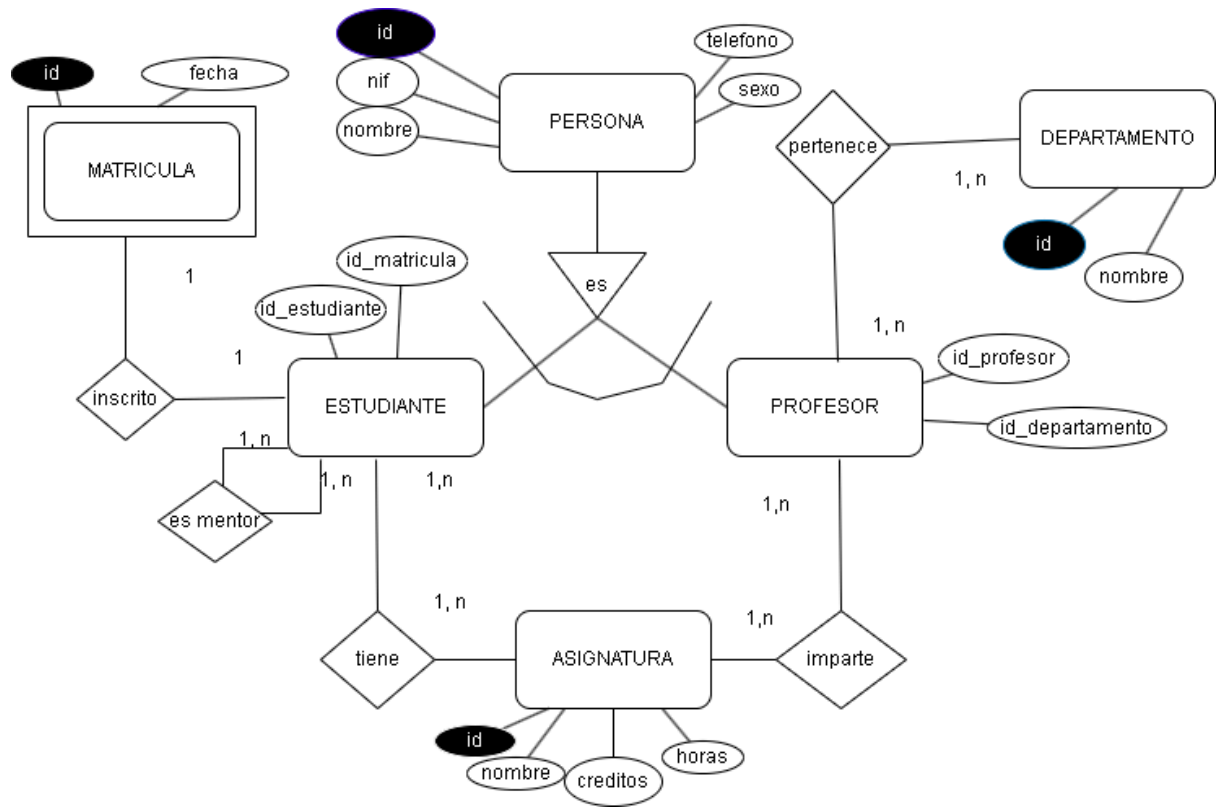 id
telefono
id
fecha
nif
sexo
nombre
PERSONA
DEPARTAMENTO
pertenece
MATRICULA
1, n
id
nombre
1
id_matricula
es
id_estudiante
1, n
id_profesor
1
inscrito
ESTUDIANTE
PROFESOR
id_departamento
1, n
1, n
1,n
1,n
es mentor
1, n
1,n
tiene
ASIGNATURA
imparte
id
nombre
creditos
horas